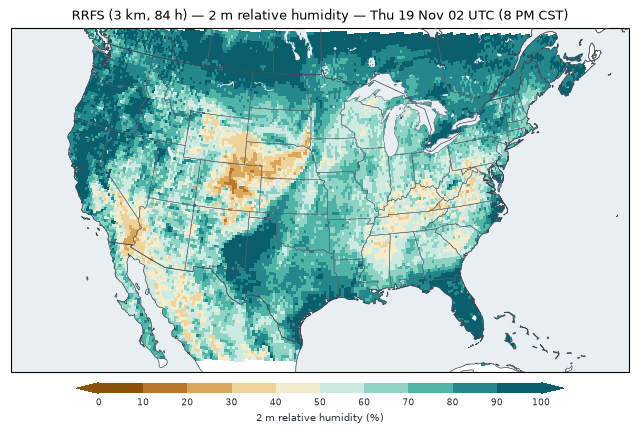 RRFS (3 km, 84 h) — 2 m relative humidity — Thu 19 Nov 02 UTC (8 PM CST)
0 10 20 30 40 50 60 70 80 90 100
2 m relative humidity (%)